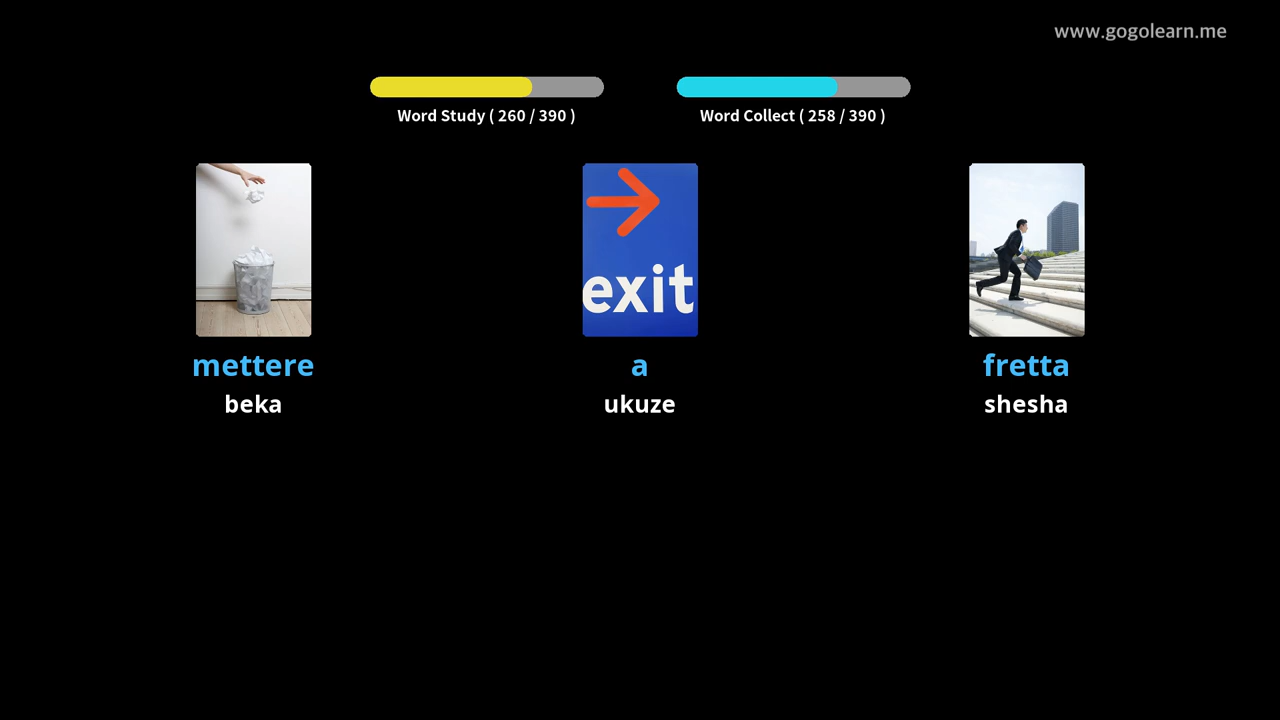 www.gogolearn.me
Word Study ( 260 / 390 )
Word Collect ( 258 / 390 )
exit
mettere
a
fretta
beka
ukuze
shesha